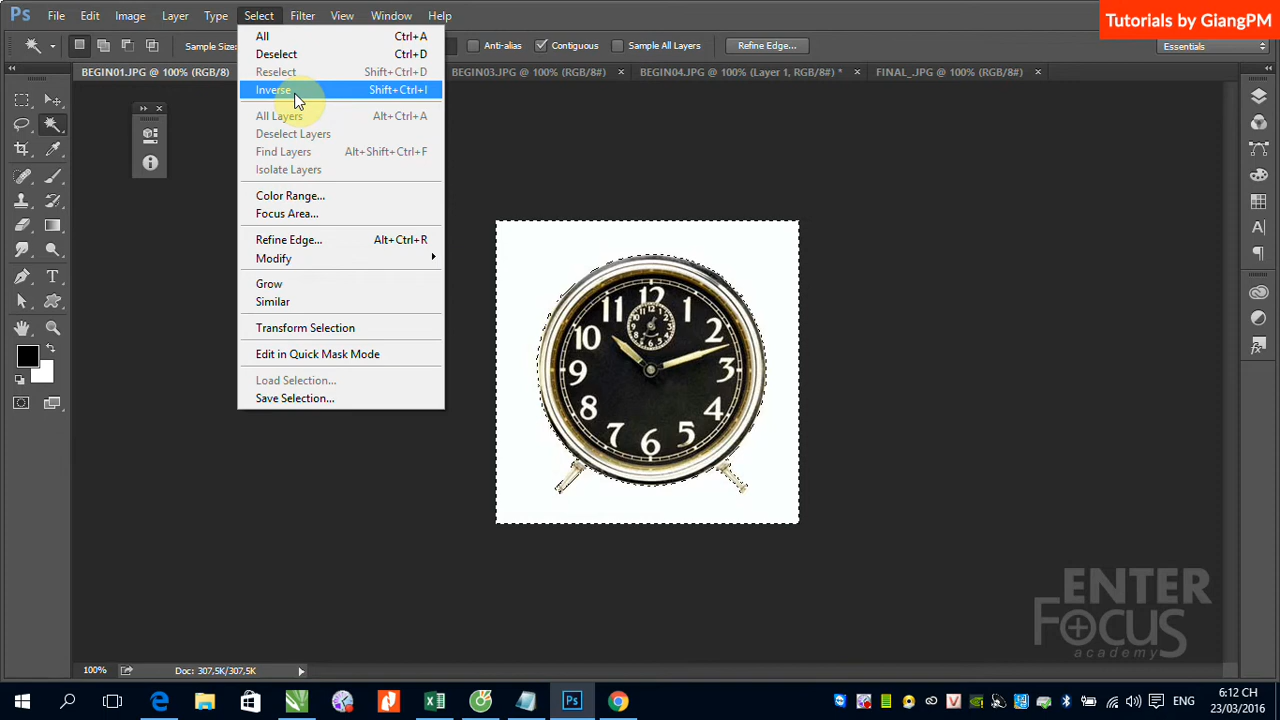 Ps File Edit Image Layer Type Select Filter View Window Help
Tutorials by GiangPM
Sample Size: Anti-alias Contiguous Sample All Layers Refine Edge... Essentials
BEGIN01.JPG @ 100% (RGB/8) BEGIN03.JPG @ 100% (RGB/8#) × BEGIN04.JPG @ 100% (Layer 1, RGB/8#) * × FINAL_.JPG @ 100% (RGB/8#) ×
All Ctrl+A
Deselect Ctrl+D
Reselect Shift+Ctrl+D
Inverse Shift+Ctrl+I
All Layers Alt+Ctrl+A
Deselect Layers
Find Layers Alt+Shift+Ctrl+F
Isolate Layers
Color Range...
Focus Area...
Refine Edge... Alt+Ctrl+R
Modify
Grow
Similar
Transform Selection
Edit in Quick Mask Mode
Load Selection...
Save Selection...
12
11 1
10 2
9 3
8 4
7 5
6
ENTER
FOCUS
academy
100% Doc: 307,5K/307,5K
ENG
6:12 CH
23/03/2016